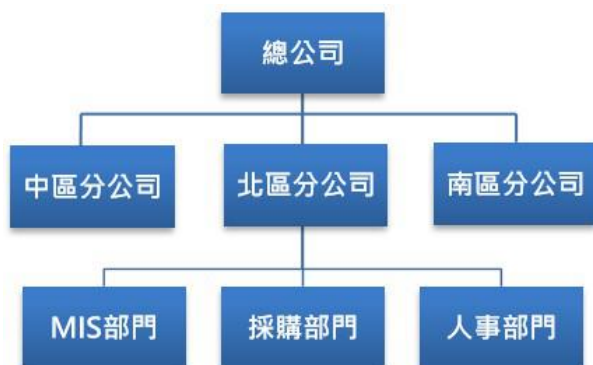 總公司
中區分公司
北區分公司
南區分公司
MIS部門
採購部門
人事部門